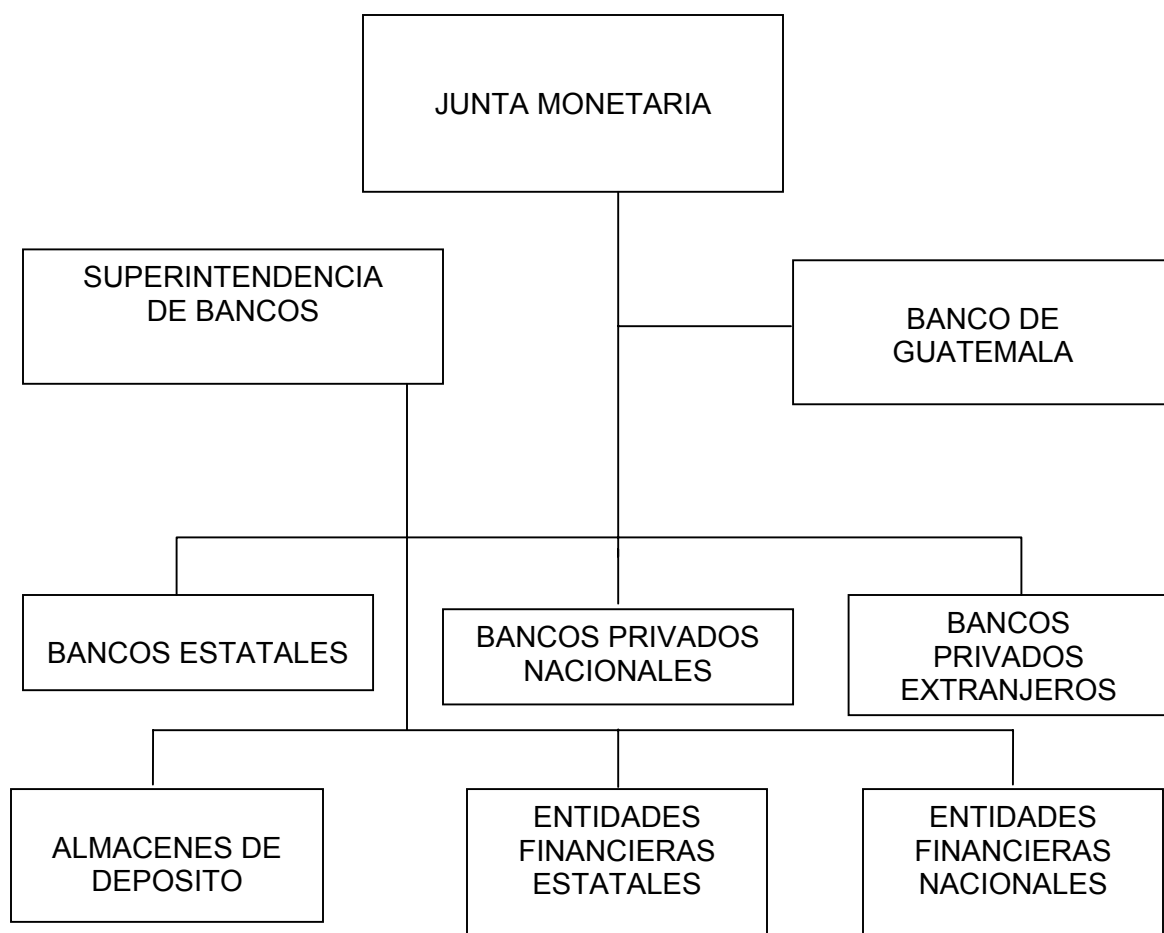 JUNTA MONETARIA
SUPERINTENDENCIA
DE BANCOS
BANCO DE
GUATEMALA
BANCOS ESTATALES
BANCOS PRIVADOS
NACIONALES
BANCOS
PRIVADOS
EXTRANJEROS
ALMACENES DE
DEPOSITO
ENTIDADES
FINANCIERAS
ESTATALES
ENTIDADES
FINANCIERAS
NACIONALES